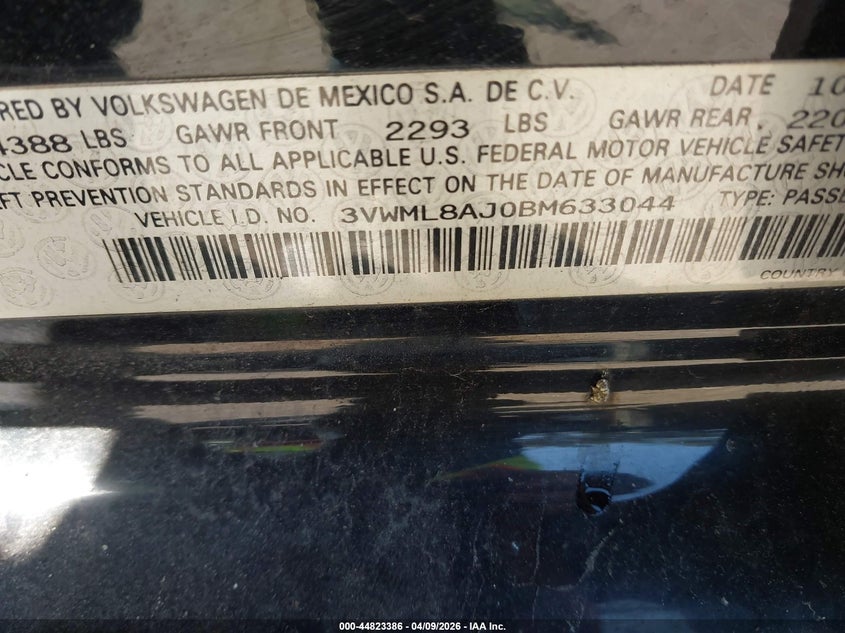 RED BY VOLKSWAGEN DE MEXICO S.A. DE C.V. DATE 10
4388 LBS GAWR FRONT 2293 LBS GAWR REAR 220
CLE CONFORMS TO ALL APPLICABLE U.S. FEDERAL MOTOR VEHICLE SAFET
EFT PREVENTION STANDARDS IN EFFECT ON THE DATE OF MANUFACTURE SH
VEHICLE I.D. NO. 3VWML8AJ0BM633044 TYPE: PASSE
COUNTRY
000-44823386 - 04/09/2026 - IAA Inc.